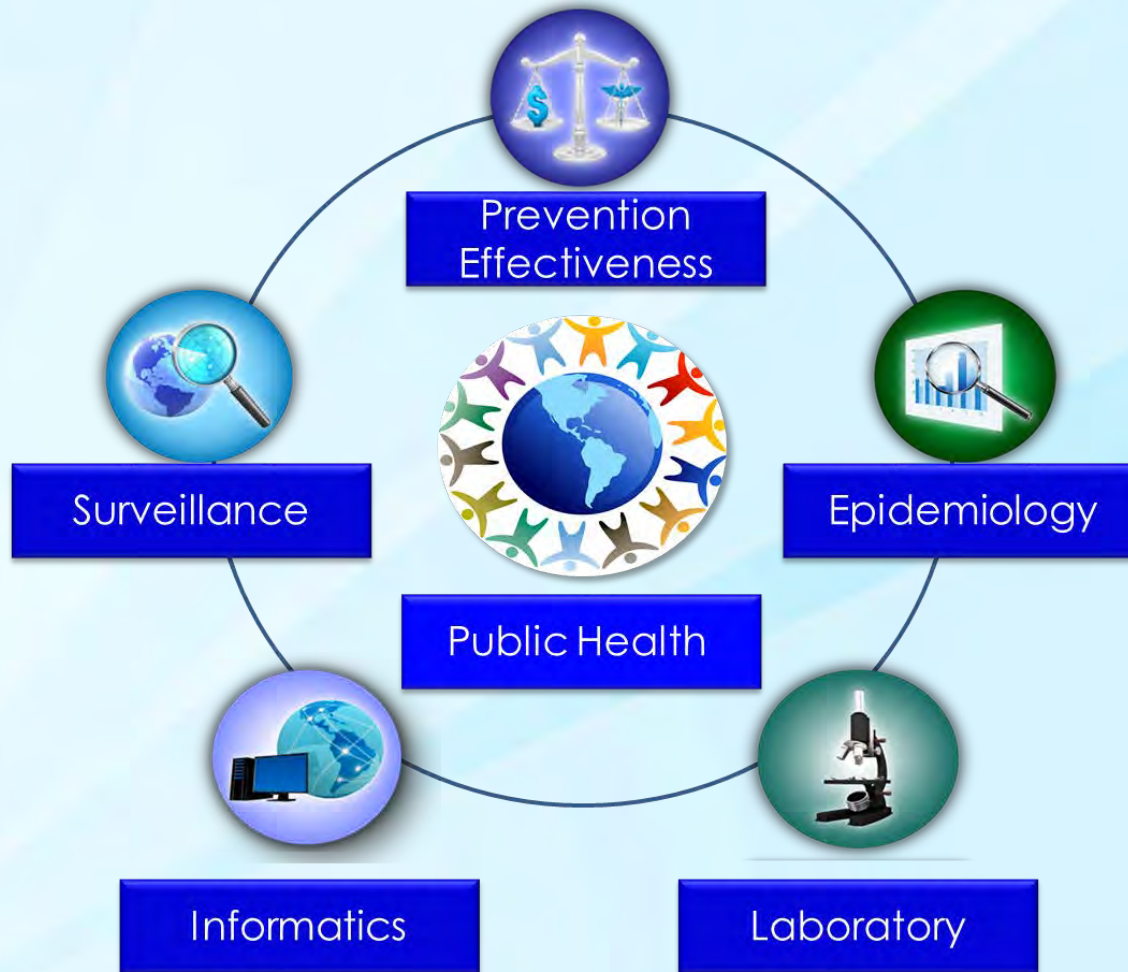 Prevention
Effectiveness
Surveillance
Epidemiology
Public Health
Informatics
Laboratory